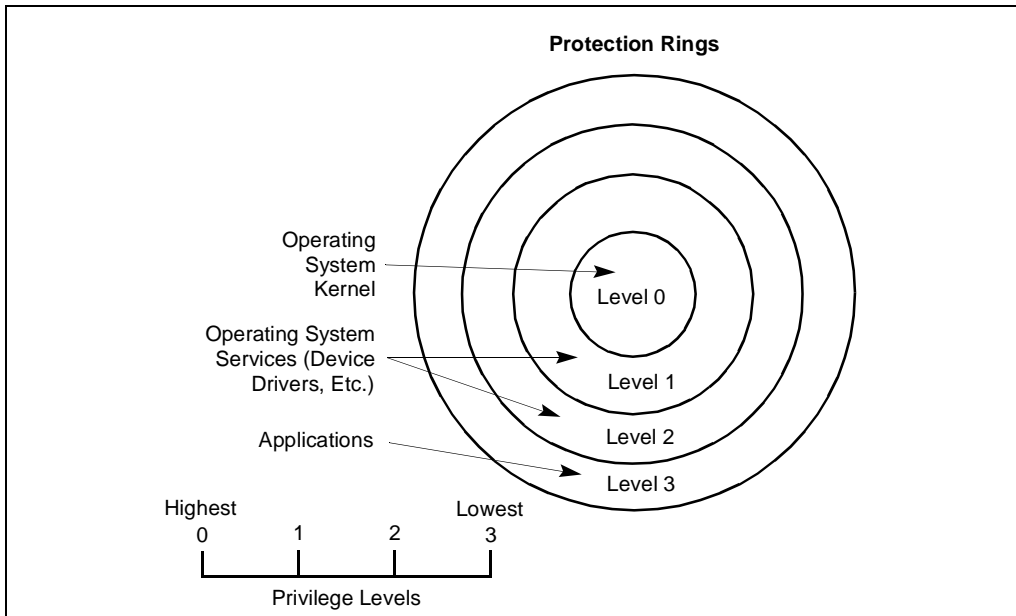 Protection Rings
Operating
System
Kernel
Level 0
Operating System
Services (Device
Drivers, Etc.)
Level 1
Applications
Level 2
Level 3
Highest
Lowest
0
1
2
3
Privilege Levels